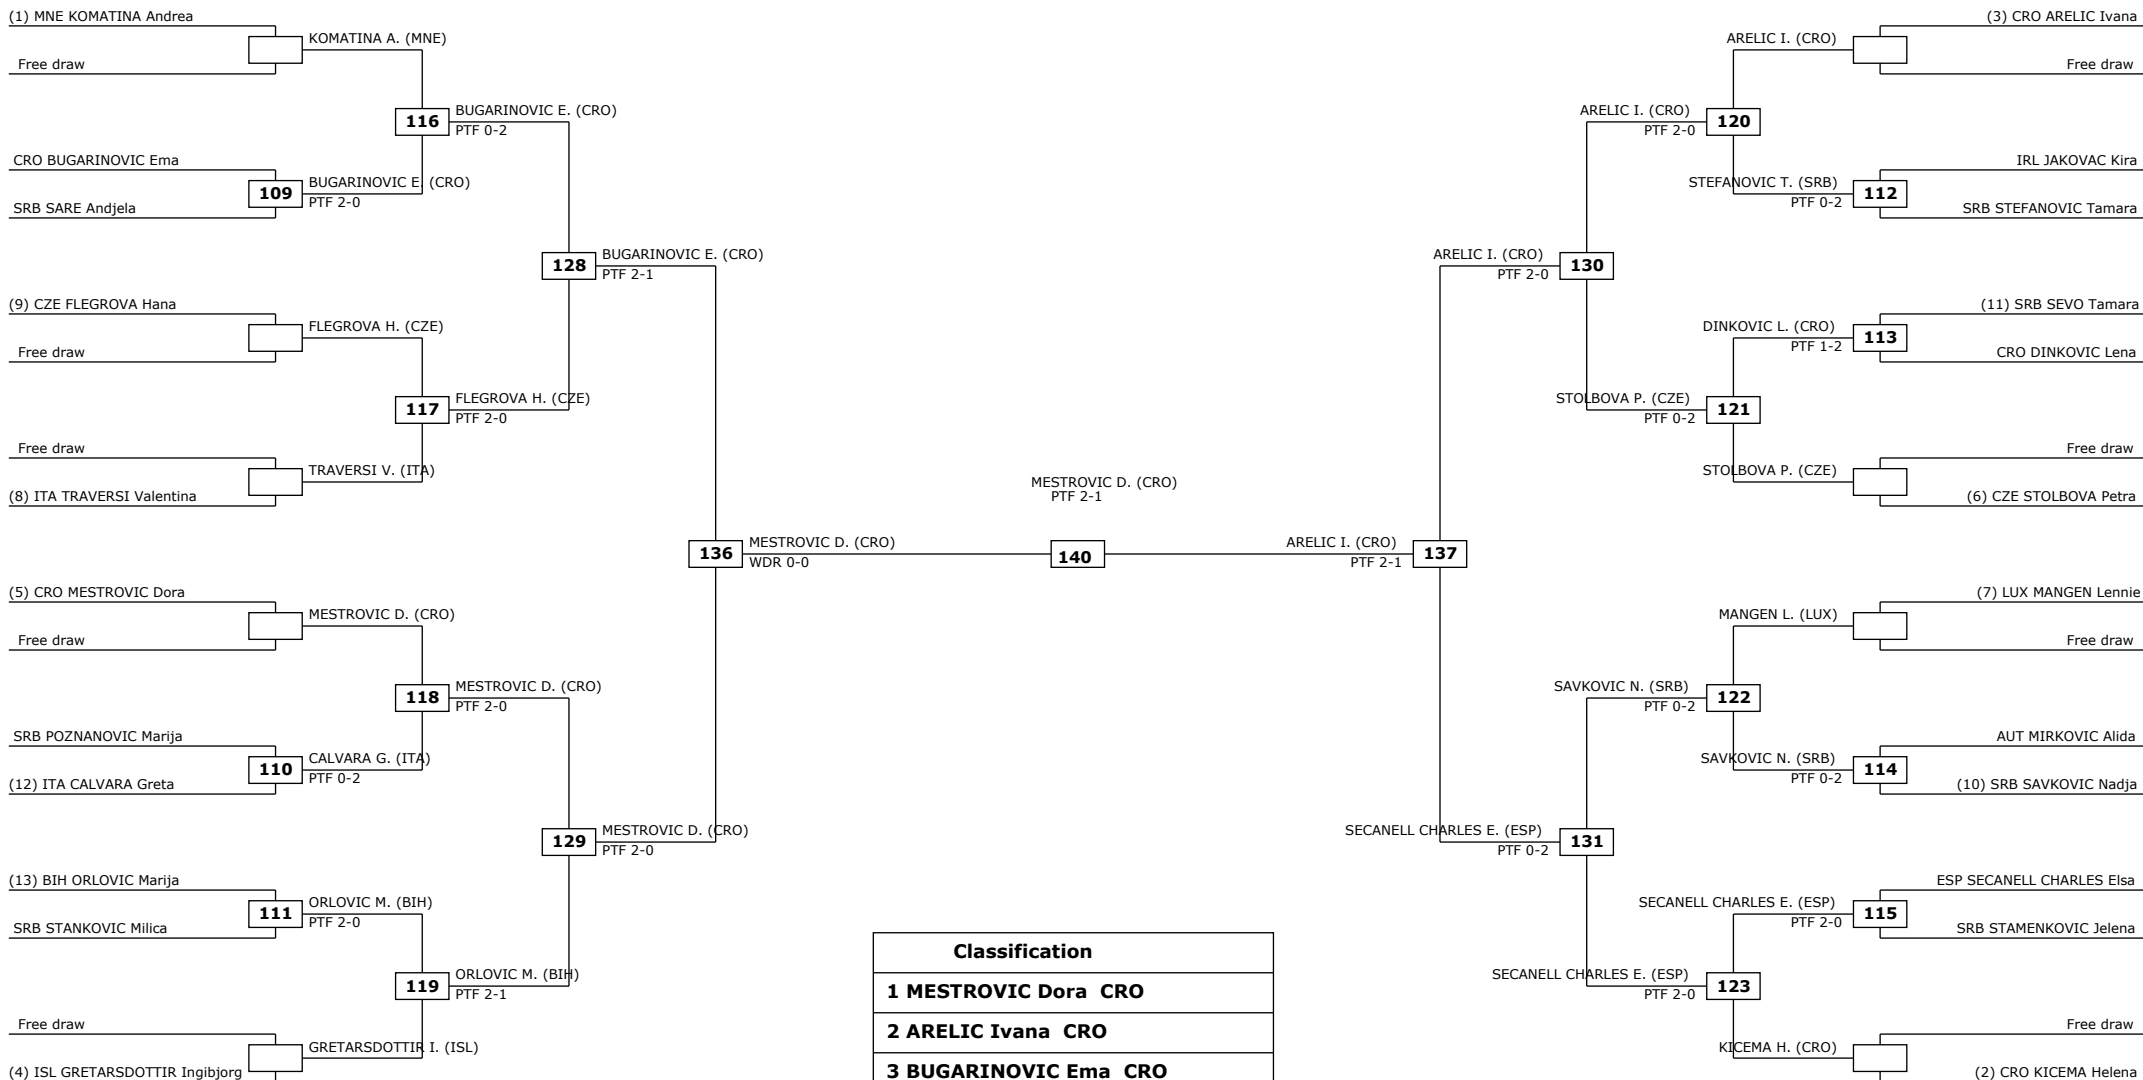 (1) MNE KOMATINA Andrea
KOMATINA A. (MNE)
Free draw
116
BUGARINOVIC E. (CRO)
PTF 0-2
CRO BUGARINOVIC Ema
109
BUGARINOVIC E. (CRO)
PTF 2-0
SRB SARE Andjela
128
BUGARINOVIC E. (CRO)
PTF 2-1
(9) CZE FLEGROVA Hana
FLEGROVA H. (CZE)
Free draw
117
FLEGROVA H. (CZE)
PTF 2-0
Free draw
TRAVERSI V. (ITA)
(8) ITA TRAVERSI Valentina
136
MESTROVIC D. (CRO)
WDR 0-0
(5) CRO MESTROVIC Dora
MESTROVIC D. (CRO)
Free draw
118
MESTROVIC D. (CRO)
PTF 2-0
SRB POZNANOVIC Marija
110
CALVARA G. (ITA)
PTF 0-2
(12) ITA CALVARA Greta
129
MESTROVIC D. (CRO)
PTF 2-0
(13) BIH ORLOVIC Marija
111
ORLOVIC M. (BIH)
PTF 2-0
SRB STANKOVIC Milica
119
ORLOVIC M. (BIH)
PTF 2-1
Free draw
GRETARSDOTTIR I. (ISL)
(4) ISL GRETARSDOTTIR Ingibjorg
MESTROVIC D. (CRO)
PTF 2-1
140
(3) CRO ARELIC Ivana
ARELIC I. (CRO)
Free draw
ARELIC I. (CRO)
PTF 2-0
120
IRL JAKOVAC Kira
STEFANOVIC T. (SRB)
PTF 0-2
112
SRB STEFANOVIC Tamara
ARELIC I. (CRO)
PTF 2-0
130
(11) SRB SEVO Tamara
DINKOVIC L. (CRO)
PTF 1-2
113
CRO DINKOVIC Lena
STOLBOVA P. (CZE)
PTF 0-2
121
Free draw
STOLBOVA P. (CZE)
(6) CZE STOLBOVA Petra
ARELIC I. (CRO)
PTF 2-1
137
(7) LUX MANGEN Lennie
MANGEN L. (LUX)
Free draw
SAVKOVIC N. (SRB)
PTF 0-2
122
AUT MIRKOVIC Alida
SAVKOVIC N. (SRB)
PTF 0-2
114
(10) SRB SAVKOVIC Nadja
SECANELL CHARLES E. (ESP)
PTF 0-2
131
ESP SECANELL CHARLES Elsa
SECANELL CHARLES E. (ESP)
PTF 2-0
115
SRB STAMENKOVIC Jelena
SECANELL CHARLES E. (ESP)
PTF 2-0
123
Free draw
KICEMA H. (CRO)
(2) CRO KICEMA Helena
Classification
1 MESTROVIC Dora CRO
2 ARELIC Ivana CRO
3 BUGARINOVIC Ema CRO